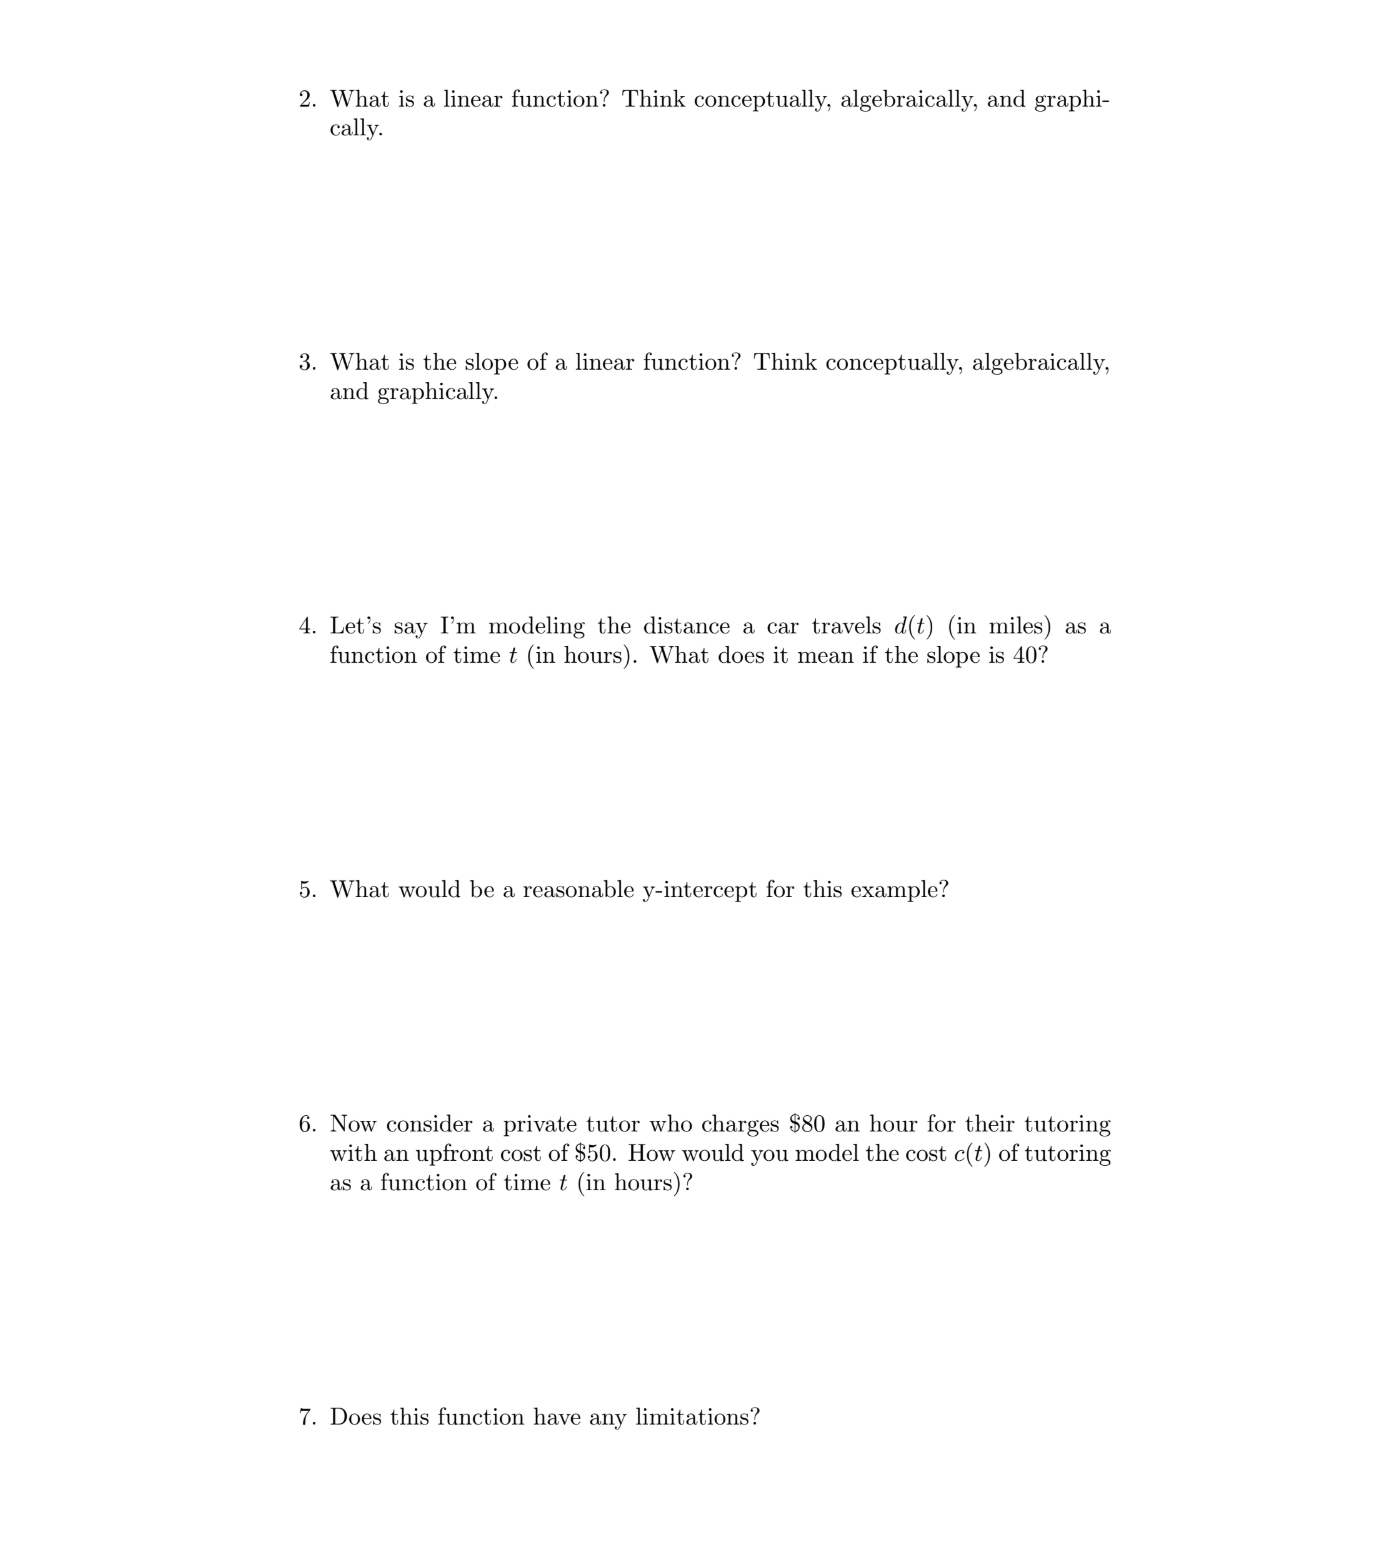 2. What is a linear function? Think conceptually, algebraically, and graphi-
cally.
3. What is the slope of a linear function? Think conceptually, algebraically,
and graphically.
4. Let's say I'm modeling the distance a car travels d(t) (in miles) as a
function of time t (in hours). What does it mean if the slope is 40?
5. What would be a reasonable y-intercept for this example?
6. Now consider a private tutor who charges $80 an hour for their tutoring
with an upfront cost of $50. How would you model the cost c(t) of tutoring
as a function of time t (in hours)?
7. Does this function have any limitations?